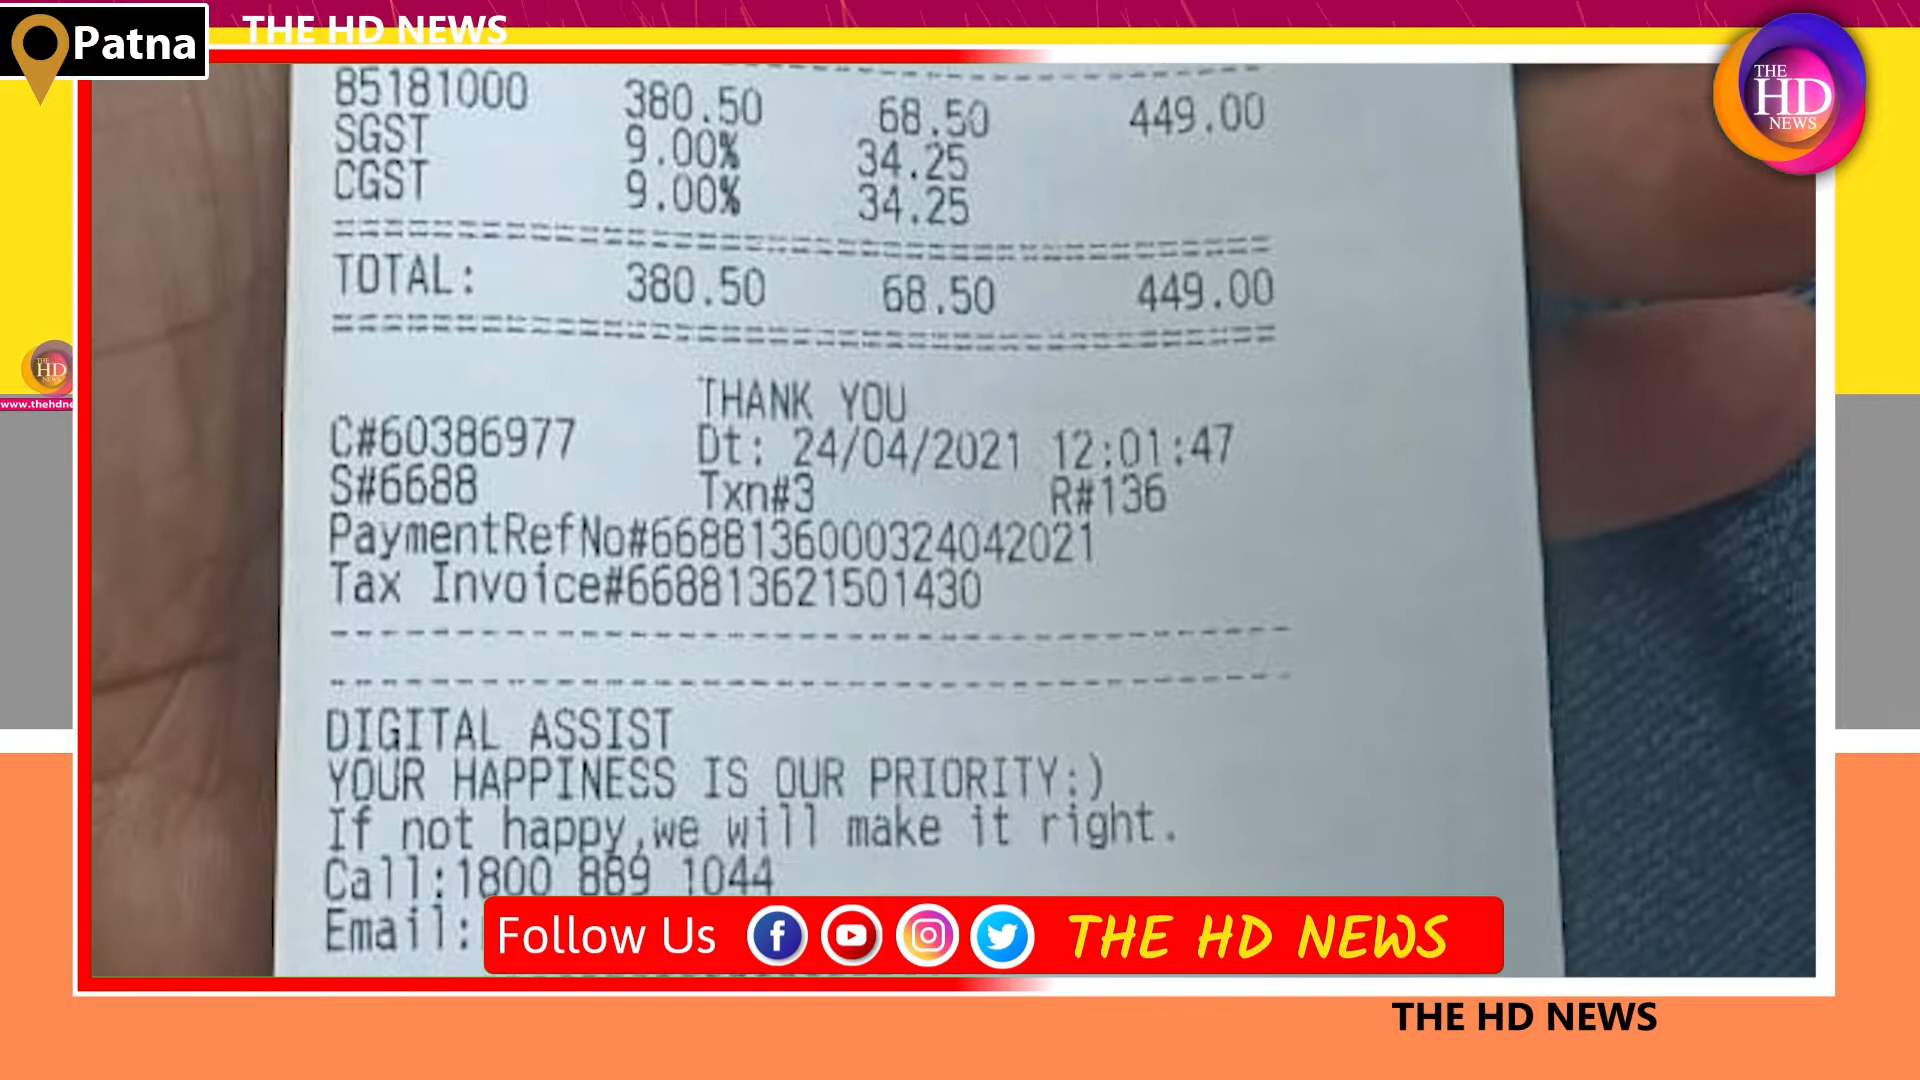 Patna
THE HD NEWS
THE HD NEWS
85181000 380.50 68.50 449.00
SGST 9.00% 34.25
CGST 9.00% 34.25
TOTAL: 380.50 68.50 449.00
THANK YOU
C#60386977 Dt: 24/04/2021 12:01:47
S#6688 Txn#3 R#136
PaymentRefNo#6688136000324042021
Tax Invoice#668813621501430
DIGITAL ASSIST
YOUR HAPPINESS IS OUR PRIORITY:)
If not happy,we will make it right.
Call:1800 889 1044
Email:
Follow Us THE HD NEWS
THE HD NEWS
THE HD NEWS